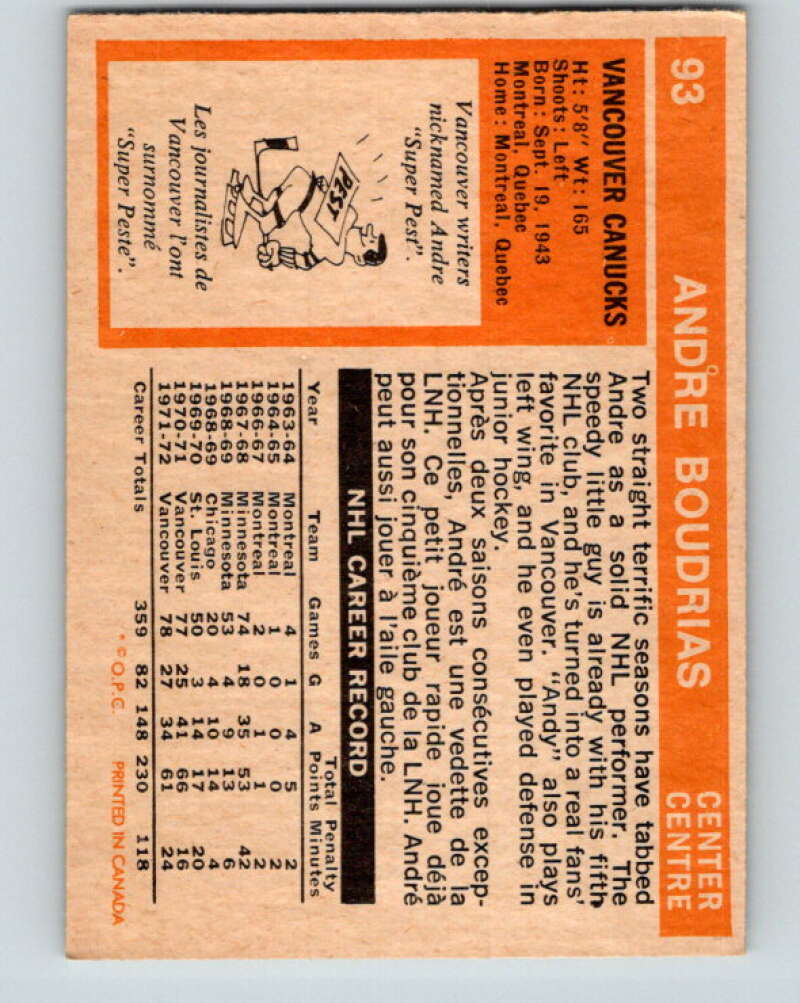 93
ANDRE BOUDRIAS
CENTER
CENTRE
VANCOUVER CANUCKS
Ht: 5'8" Wt: 165
Shoots: Left
Born: Sept. 19, 1943
Montreal, Quebec
Home: Montreal, Quebec
Vancouver writers
nicknamed Andre
"Super Pest".
PEST
Les journalistes de
Vancouver l'ont
surnommé
"Super Peste".
Two straight terrific seasons have tabbed
Andre as a solid NHL performer. The
speedy little guy is already with his fifth
NHL club, and he's turned into a real fans'
favorite in Vancouver. "Andy" also plays
left wing, and he even played defense in
junior hockey.
Après deux saisons consécutives excep-
tionnelles, André est une vedette de la
LNH. Ce petit joueur rapide joue déjà
pour son cinquième club de la LNH. André
peut aussi jouer à l'aile gauche.
NHL CAREER RECORD
Total Penalty
Year Team Games G A Points Minutes
1963-64 Montreal 4 1 4 5 2
1964-65 Montreal 1 0 0 0 2
1966-67 Montreal 2 0 1 1 2
1967-68 Minnesota 74 18 35 53 42
1968-69 Minnesota 53 4 9 13 6
1968-69 Chicago 20 4 10 14 4
1969-70 St. Louis 50 3 14 17 20
1970-71 Vancouver 77 25 41 66 16
1971-72 Vancouver 78 27 34 61 24
Career Totals 359 82 148 230 118
* © O.P.C. PRINTED IN CANADA